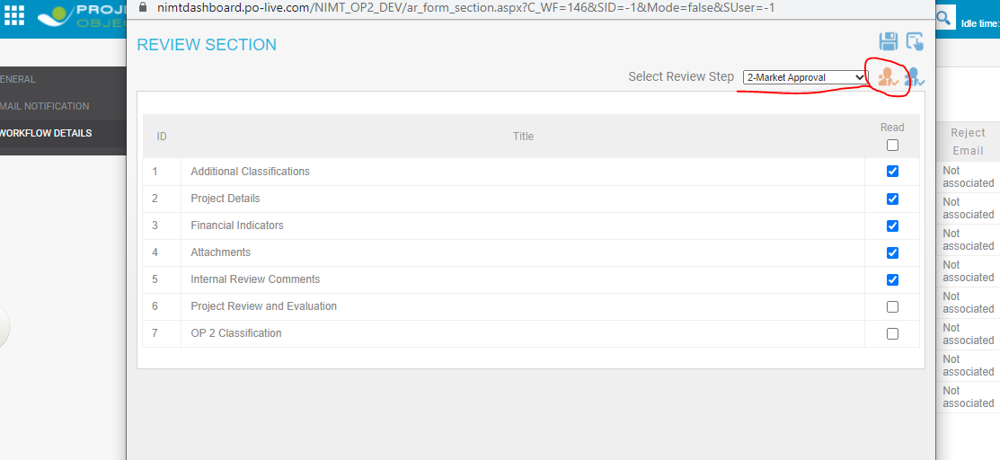 nimtdashboard.po-live.com/NIMT_OP2_DEV/ar_form_section.aspx?C_WF=146&SID=-1&Mode=false&SUser=-1
PROJ
OBJE
Idle time:
REVIEW SECTION
Select Review Step 2-Market Approval
ENERAL
MAIL NOTIFICATION
WORKFLOW DETAILS
ID Title Read
1 Additional Classifications
2 Project Details
3 Financial Indicators
4 Attachments
5 Internal Review Comments
6 Project Review and Evaluation
7 OP 2 Classification
Reject
Email
Not
associated
Not
associated
Not
associated
Not
associated
Not
associated
Not
associated
Not
associated
Not
associated